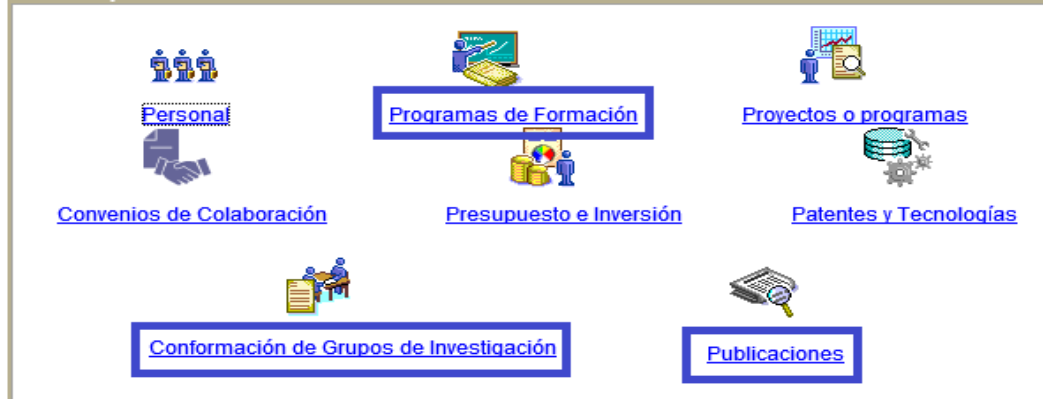 Personal
Programas de Formación
Proyectos o programas
Convenios de Colaboración
Presupuesto e Inversión
Patentes y Tecnologías
Conformación de Grupos de Investigación
Publicaciones